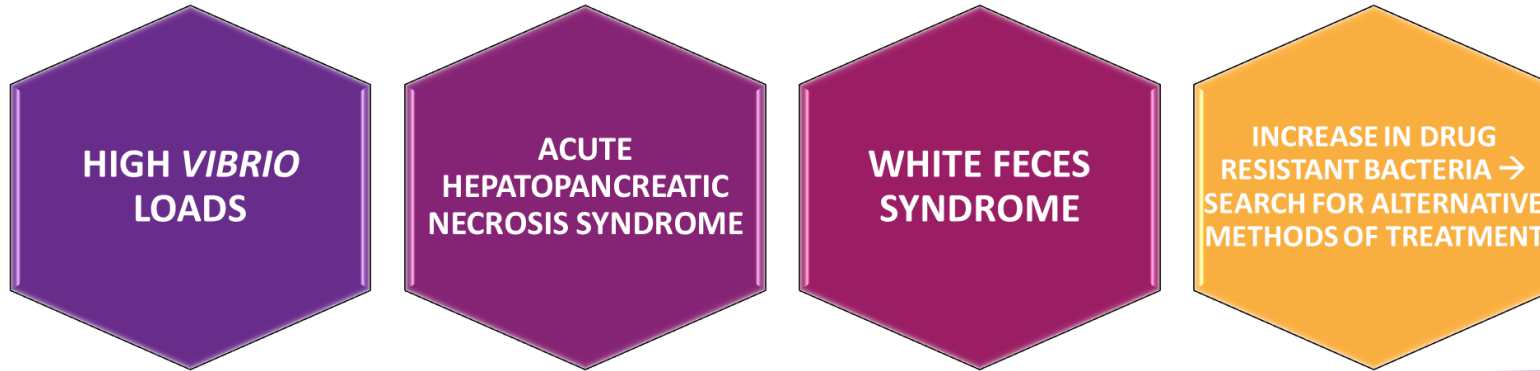 HIGH VIBRIO
LOADS
ACUTE
HEPATOPANCREATIC
NECROSIS SYNDROME
WHITE FECES
SYNDROME
INCREASE IN DRUG
RESISTANT BACTERIA →
SEARCH FOR ALTERNATIVE
METHODS OF TREATMENT